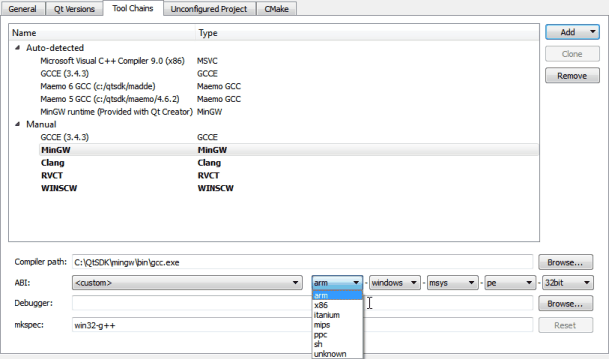 General Qt Versions Tool Chains Unconfigured Project CMake
Name Type
Auto-detected
Microsoft Visual C++ Compiler 9.0 (x86) MSVC
GCCE (3.4.3) GCCE
Maemo 6 GCC (c:/qtsdk/madde) Maemo GCC
Maemo 5 GCC (c:/qtsdk/maemo/4.6.2) Maemo GCC
MinGW runtime (Provided with Qt Creator) MinGW
Manual
GCCE (3.4.3) GCCE
MinGW MinGW
Clang Clang
RVCT RVCT
WINSCW WINSCW
Add
Clone
Remove
Compiler path: C:\QtSDK\mingw\bin\gcc.exe Browse...
ABI: <custom> arm - windows - msys - pe - 32bit
arm
x86
itanium
mips
ppc
sh
unknown
Debugger: Browse...
mkspec: win32-g++ Reset